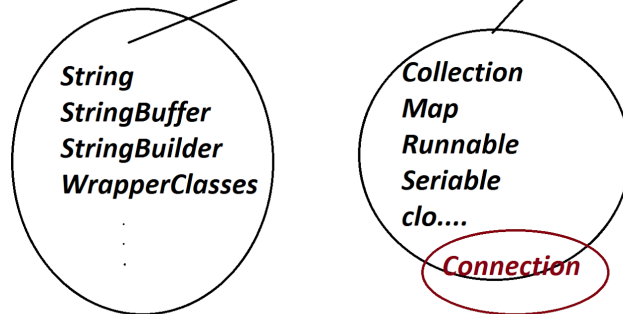 String
StringBuffer
StringBuilder
WrapperClasses
.
.
.
Collection
Map
Runnable
Seriable
clo....
Connection